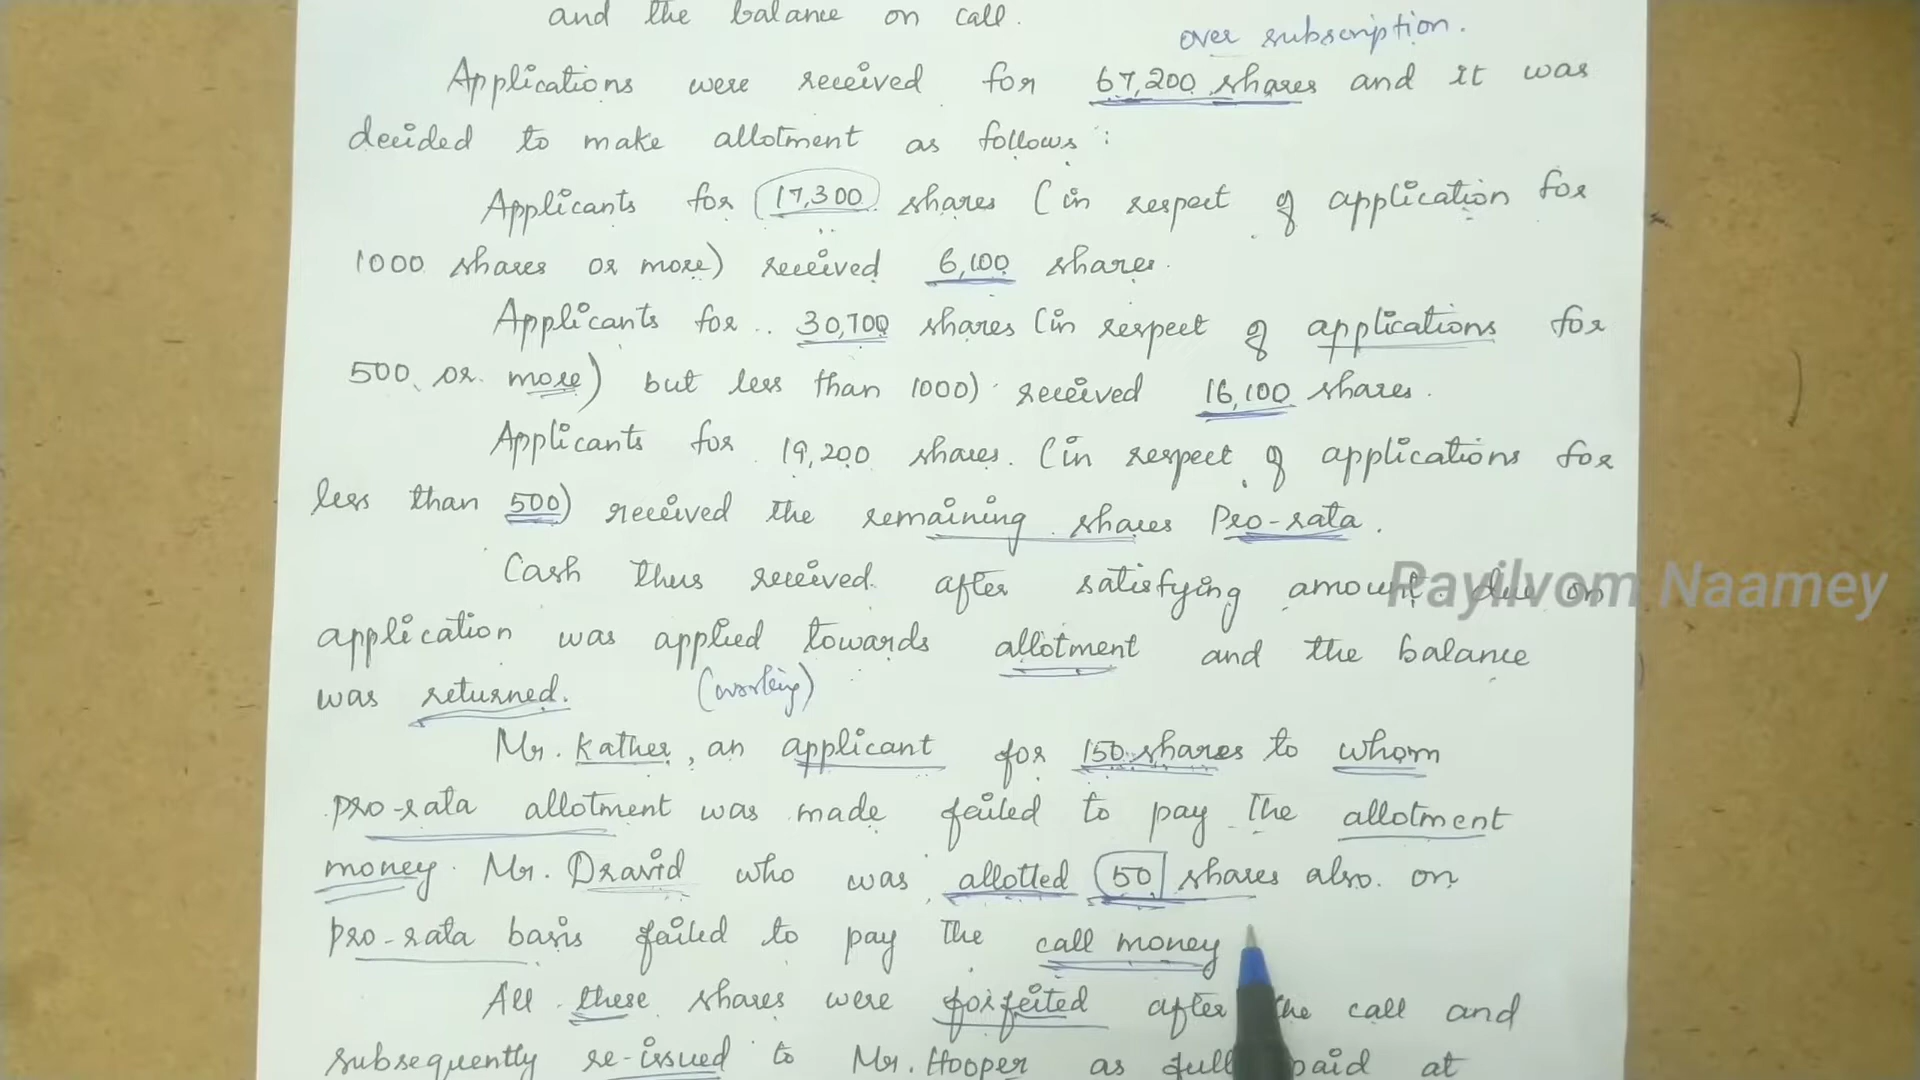 and the balance on call.
over subscription.
Applications were received for 67,200 shares and it was
decided to make allotment as follows :
Applicants for 17,300 shares (in respect of application for
1000 shares or more) received 6,100 shares.
Applicants for .. 30,700 shares (in respect of applications for
500 or more) but less than 1000) received 16,100 shares.
Applicants for 19,200 shares. (in respect of applications for
less than 500) received the remaining shares Pro-rata.
Cash thus received after satisfying amount due on
application was applied towards allotment and the balance
was returned. (working)
Mr. Kather, an applicant for 150 shares to whom
pro-rata allotment was made failed to pay the allotment
money. Mr. Dravid who was allotted 50 shares also on
pro-rata basis failed to pay the call money
All these shares were forfeited after the call and
subsequently re-issued to Mr. Hooper as paid at
Payilvom Naamey